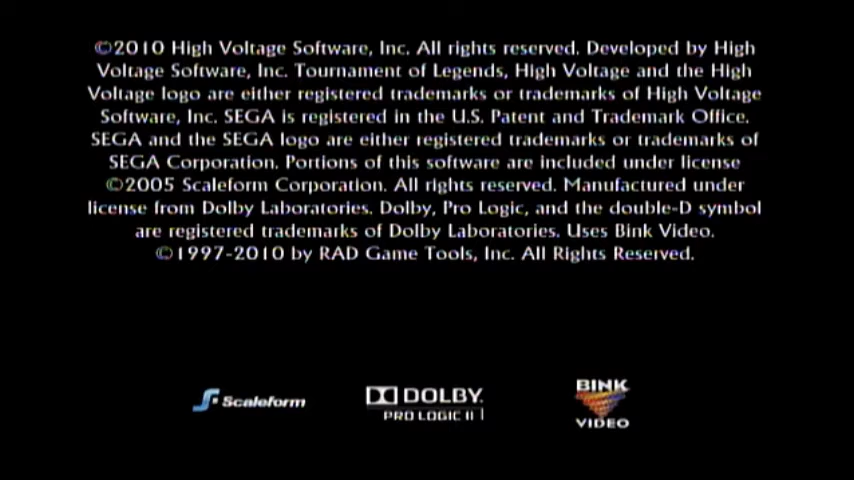 ©2010 High Voltage Software, Inc. All rights reserved. Developed by High
Voltage Software, Inc. Tournament of Legends, High Voltage and the High
Voltage logo are either registered trademarks or trademarks of High Voltage
Software, Inc. SEGA is registered in the U.S. Patent and Trademark Office.
SEGA and the SEGA logo are either registered trademarks or trademarks of
SEGA Corporation. Portions of this software are included under license
©2005 Scaleform Corporation. All rights reserved. Manufactured under
license from Dolby Laboratories. Dolby, Pro Logic, and the double-D symbol
are registered trademarks of Dolby Laboratories. Uses Bink Video.
©1997-2010 by RAD Game Tools, Inc. All Rights Reserved.
Scaleform
DOLBY
PRO LOGIC II
BINK
VIDEO